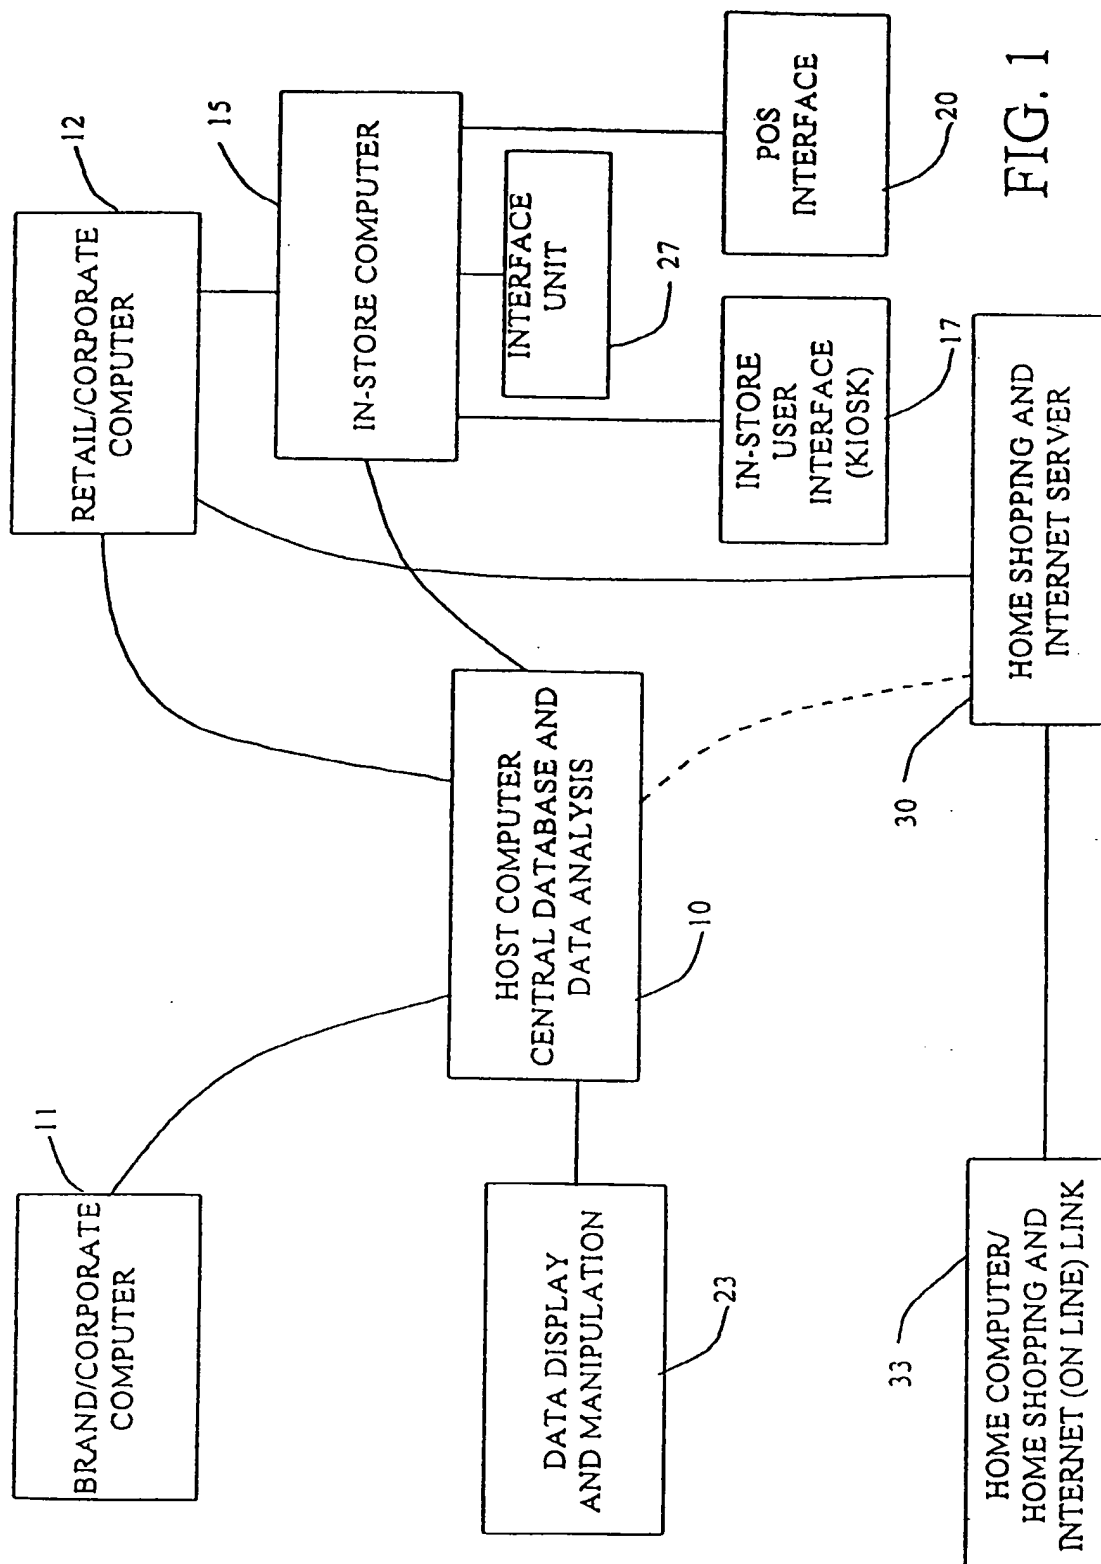 BRAND/CORPORATE
COMPUTER
11
RETAIL/CORPORATE
COMPUTER
12
IN-STORE COMPUTER
15
DATA DISPLAY
AND MANIPULATION
23
HOST COMPUTER
CENTRAL DATABASE AND
DATA ANALYSIS
10
INTERFACE
UNIT
27
IN-STORE
USER
INTERFACE
(KIOSK)
17
POS
INTERFACE
20
HOME COMPUTER/
HOME SHOPPING AND
INTERNET (ON LINE) LINK
33
HOME SHOPPING AND
INTERNET SERVER
30
FIG. 1